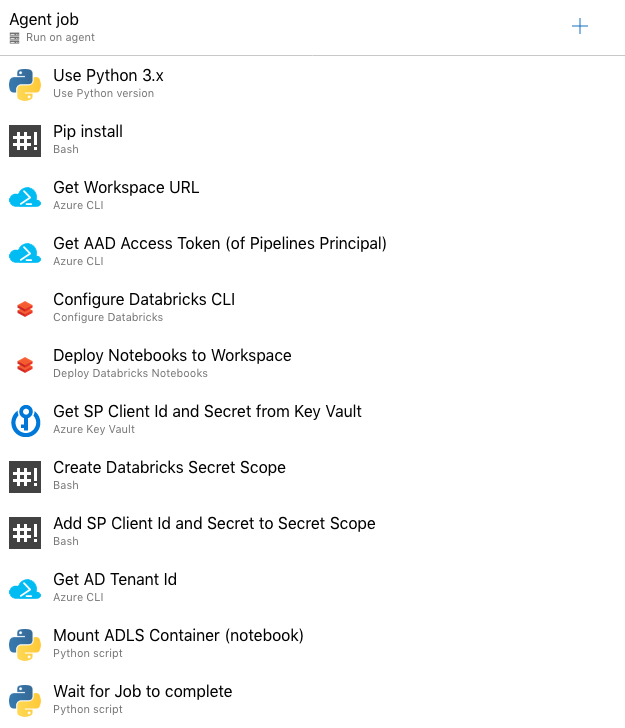 Agent job
Run on agent
Use Python 3.x
Use Python version
#!
Pip install
Bash
Get Workspace URL
Azure CLI
Get AAD Access Token (of Pipelines Principal)
Azure CLI
Configure Databricks CLI
Configure Databricks
Deploy Notebooks to Workspace
Deploy Databricks Notebooks
Get SP Client Id and Secret from Key Vault
Azure Key Vault
#!
Create Databricks Secret Scope
Bash
#!
Add SP Client Id and Secret to Secret Scope
Bash
Get AD Tenant Id
Azure CLI
Mount ADLS Container (notebook)
Python script
Wait for Job to complete
Python script